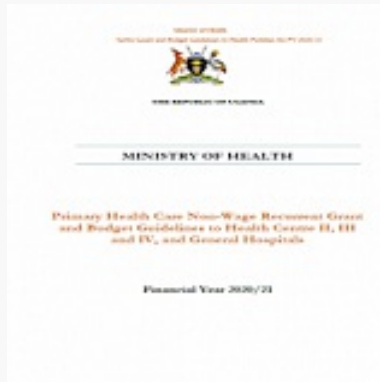 THE REPUBLIC OF UGANDA
MINISTRY OF HEALTH
Primary Health Care Non-Wage Recurrent Grant
and Budget Guidelines to Health Centre II, III
and IV, and General Hospitals
Financial Year 2020/21